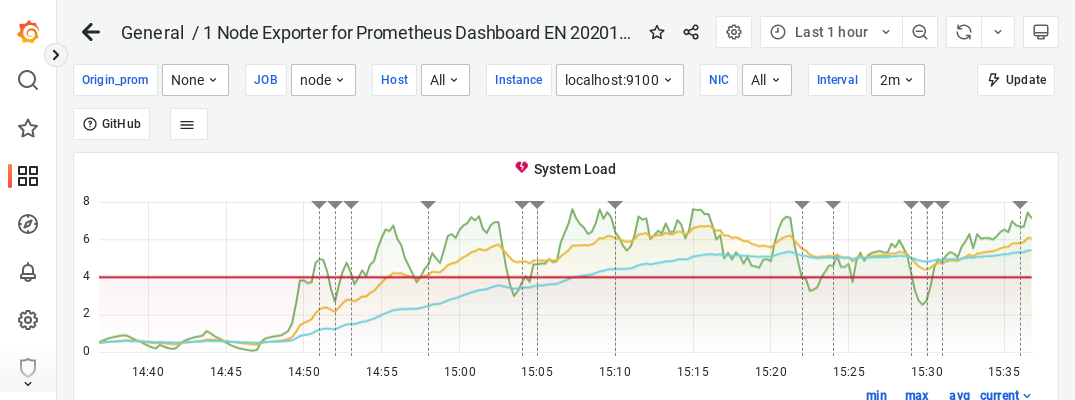 General / 1 Node Exporter for Prometheus Dashboard EN 20201... Last 1 hour
Origin_prom None JOB node Host All Instance localhost:9100 NIC All Interval 2m Update
GitHub
System Load
8
6
4
2
0
14:40 14:45 14:50 14:55 15:00 15:05 15:10 15:15 15:20 15:25 15:30 15:35
min max avg current